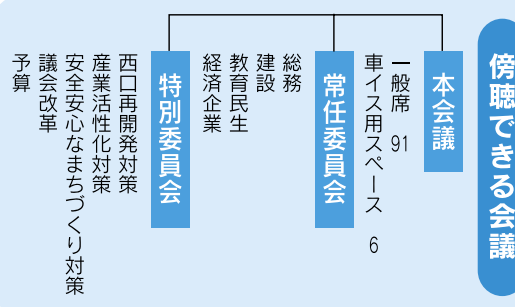 傍聴できる会議
本会議
一般席 91
車イス用スペース 6
常任委員会
総務
建設
教育民生
経済企業
特別委員会
西口再開発対策
産業活性化対策
安全安心なまちづくり対策
議会改革
予算